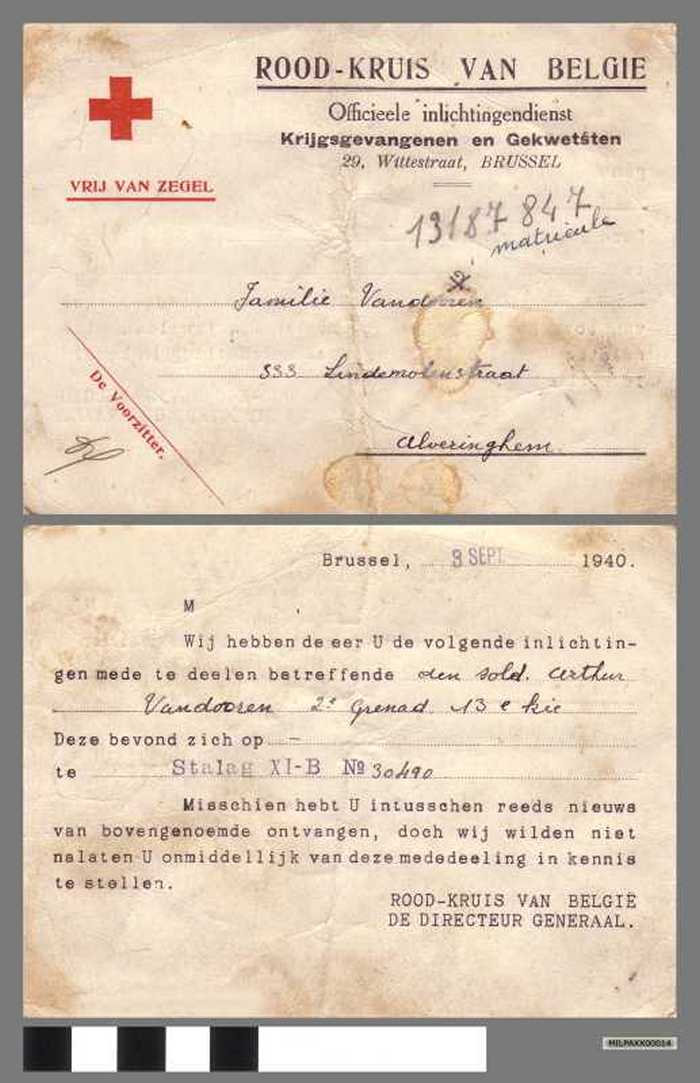 ROOD-KRUIS VAN BELGIE
Officieele inlichtingendienst
Krijgsgevangenen en Gekwetsten
29, Wittestraat, BRUSSEL
VRIJ VAN ZEGEL
13187 847
matricule
Familie Vandooren
533 Lindemolenstraat
Alveringhem.
De Voorzitter.
Brussel, 3 SEPT. 1940.
M
Wij hebben de eer U de volgende inlichtin-
gen mede te deelen betreffende den sold. Arthur
Vandooren 2e Grenad. 13e kie
Deze bevond zich op —
te Stalag XI-B No 30490
Misschien hebt U intusschen reeds nieuws
van bovengenoemde ontvangen, doch wij wilden niet
nalaten U onmiddellijk van deze mededeeling in kennis
te stellen.
ROOD-KRUIS VAN BELGIË
DE DIRECTEUR GENERAAL.
MILPAXX00014